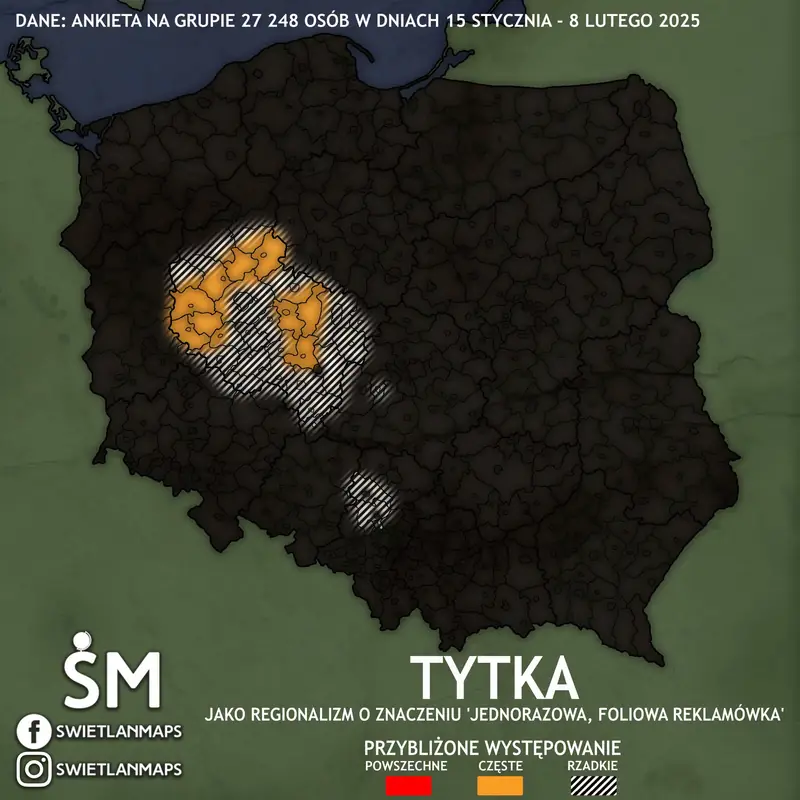 DANE: ANKIETA NA GRUPIE 27 248 OSÓB W DNIACH 15 STYCZNIA - 8 LUTEGO 2025
ŚM
SWIETLANMAPS
SWIETLANMAPS
TYTKA
JAKO REGIONALIZM O ZNACZENIU 'JEDNORAZOWA, FOLIOWA REKLAMÓWKA'
PRZYBLIŻONE WYSTĘPOWANIE
POWSZECHNE CZĘSTE RZADKIE